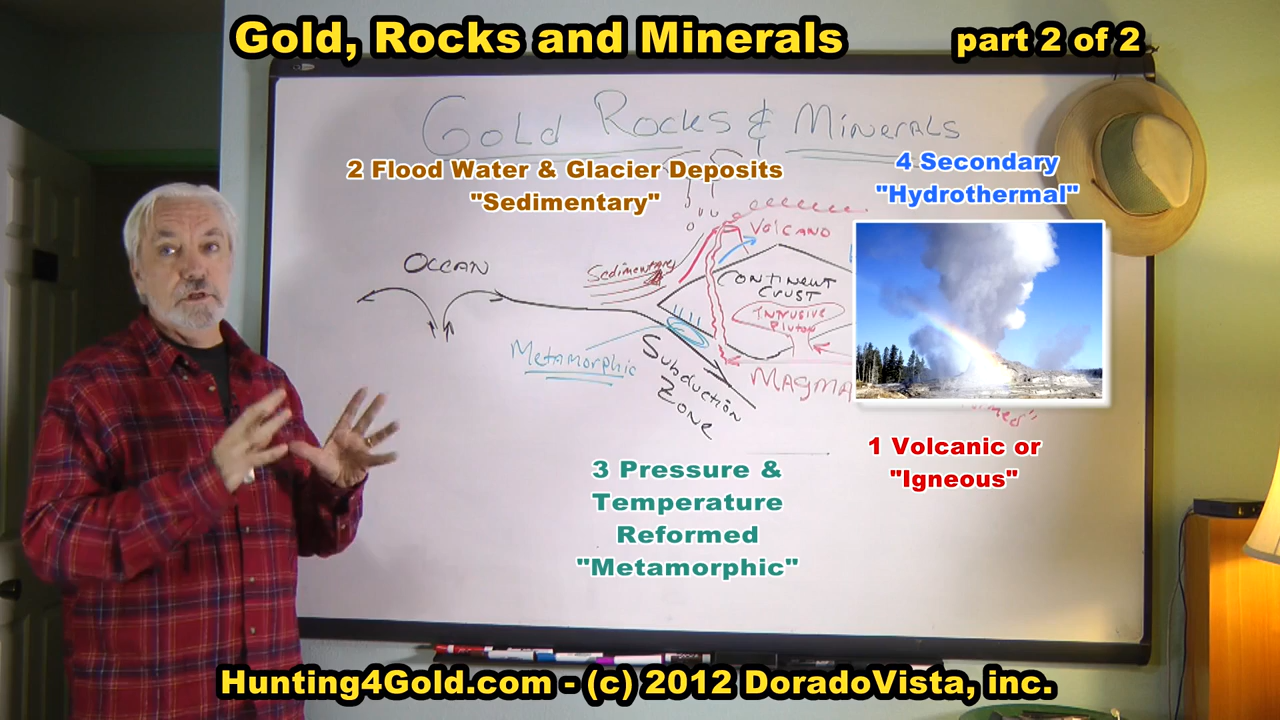 Gold, Rocks and Minerals
part 2 of 2
Gold Rocks & Minerals
2 Flood Water & Glacier Deposits
"Sedimentary"
4 Secondary
"Hydrothermal"
Volcano
Ocean
Sedimentary
Continent
Crust
Intrusive
Pluton
Metamorphic
Subduction
Zone
Magma
1 Volcanic or
"Igneous"
3 Pressure &
Temperature
Reformed
"Metamorphic"
Hunting4Gold.com - (c) 2012 DoradoVista, inc.